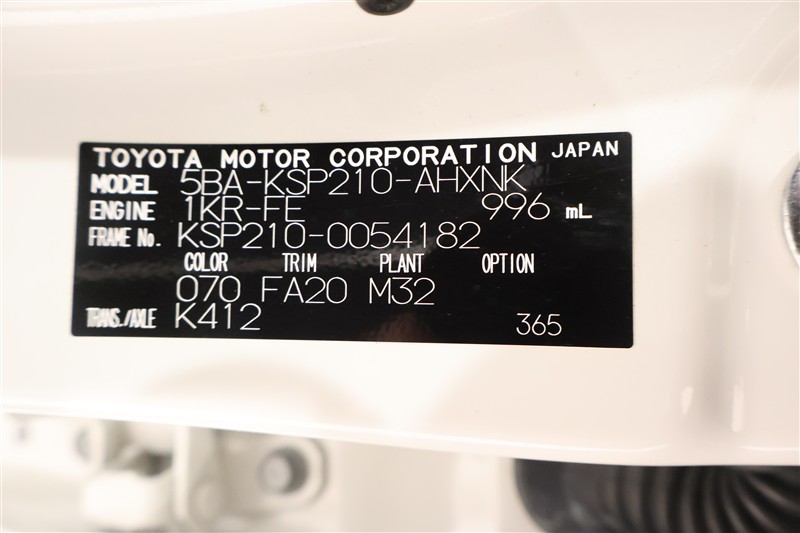 TOYOTA MOTOR CORPORATION JAPAN
MODEL 5BA-KSP210-AHXNK
ENGINE 1KR-FE 996 mL
FRAME No. KSP210-0054182
COLOR TRIM PLANT OPTION
070 FA20 M32
TRANS./AXLE K412 365